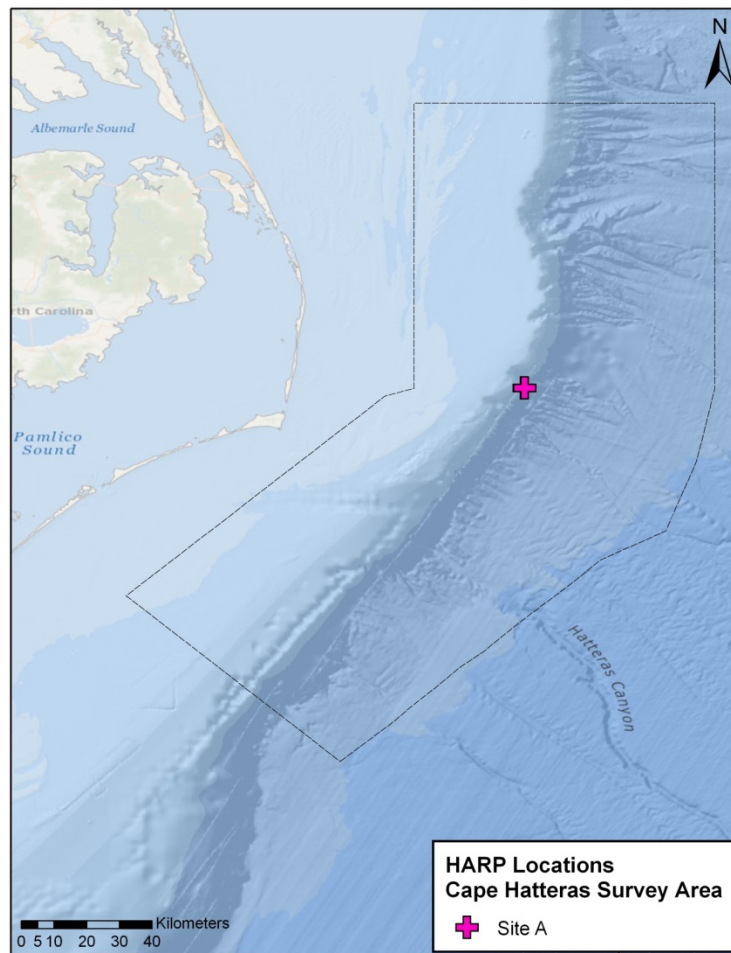 N
Albemarle Sound
rth Carolina
Pamlico
Sound
Hatteras Canyon
HARP Locations
Cape Hatteras Survey Area
Site A
Kilometers
0 5 10 20 30 40